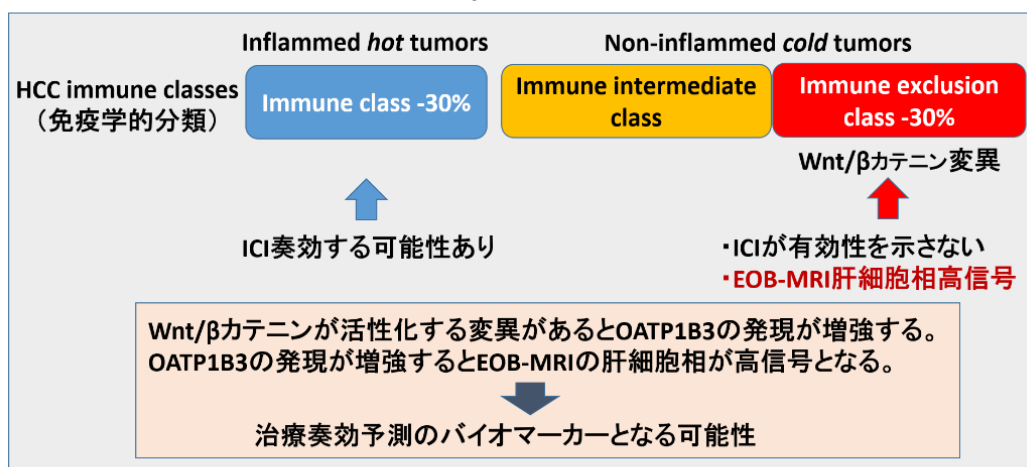 Inflammed hot tumors
Non-inflammed cold tumors
HCC immune classes
（免疫学的分類）
Immune class -30%
Immune intermediate
class
Immune exclusion
class -30%
Wnt/βカテニン変異
ICI奏効する可能性あり
・ICIが有効性を示さない
・EOB-MRI肝細胞相高信号
Wnt/βカテニンが活性化する変異があるとOATP1B3の発現が増強する。
OATP1B3の発現が増強するとEOB-MRIの肝細胞相が高信号となる。
治療奏効予測のバイオマーカーとなる可能性